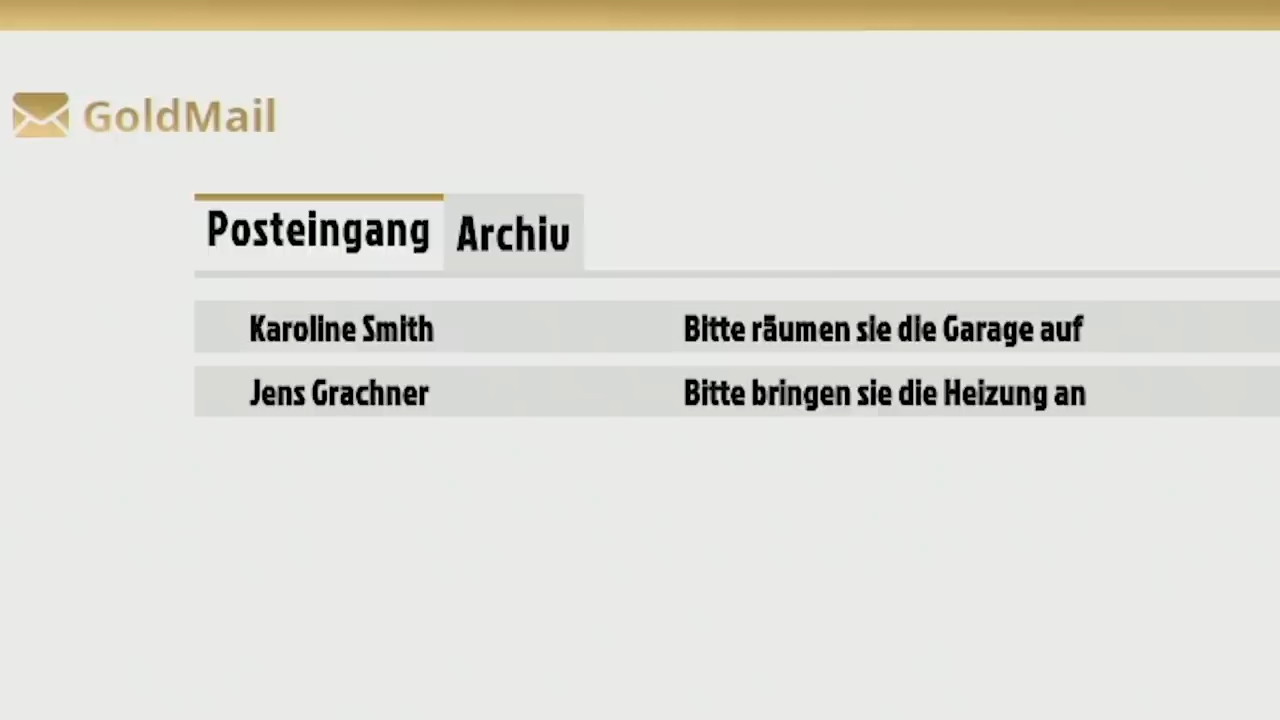 GoldMail
Posteingang Archiv
Karoline Smith Bitte räumen sie die Garage auf
Jens Grachner Bitte bringen sie die Heizung an